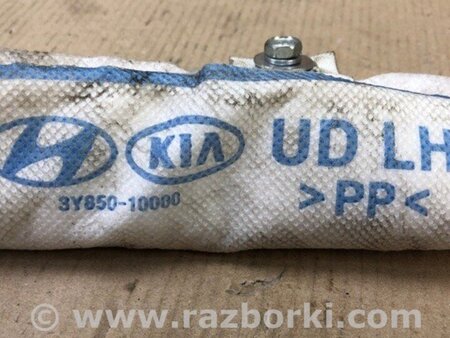 KIA UD LH
3Y850-10000 >PP<
www.razborki.com